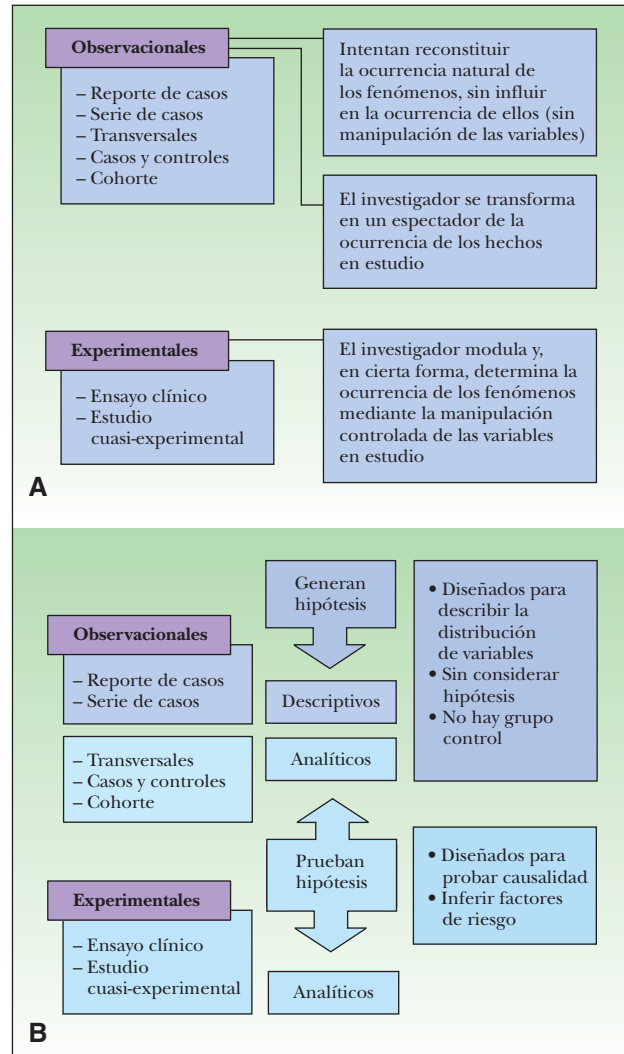 Observacionales
– Reporte de casos
– Serie de casos
– Transversales
– Casos y controles
– Cohorte
Intentan reconstituir
la ocurrencia natural de
los fenómenos, sin influir
en la ocurrencia de ellos (sin
manipulación de las variables)
El investigador se transforma
en un espectador de la
ocurrencia de los hechos
en estudio
Experimentales
– Ensayo clínico
– Estudio
cuasi-experimental
El investigador modula y,
en cierta forma, determina la
ocurrencia de los fenómenos
mediante la manipulación
controlada de las variables
en estudio
A
Observacionales
– Reporte de casos
– Serie de casos
– Transversales
– Casos y controles
– Cohorte
Generan
hipótesis
Descriptivos
Analíticos
• Diseñados para
describir la
distribución
de variables
• Sin considerar
hipótesis
• No hay grupo
control
Prueban
hipótesis
• Diseñados para
probar causalidad
• Inferir factores
de riesgo
Experimentales
– Ensayo clínico
– Estudio
cuasi-experimental
Analíticos
B